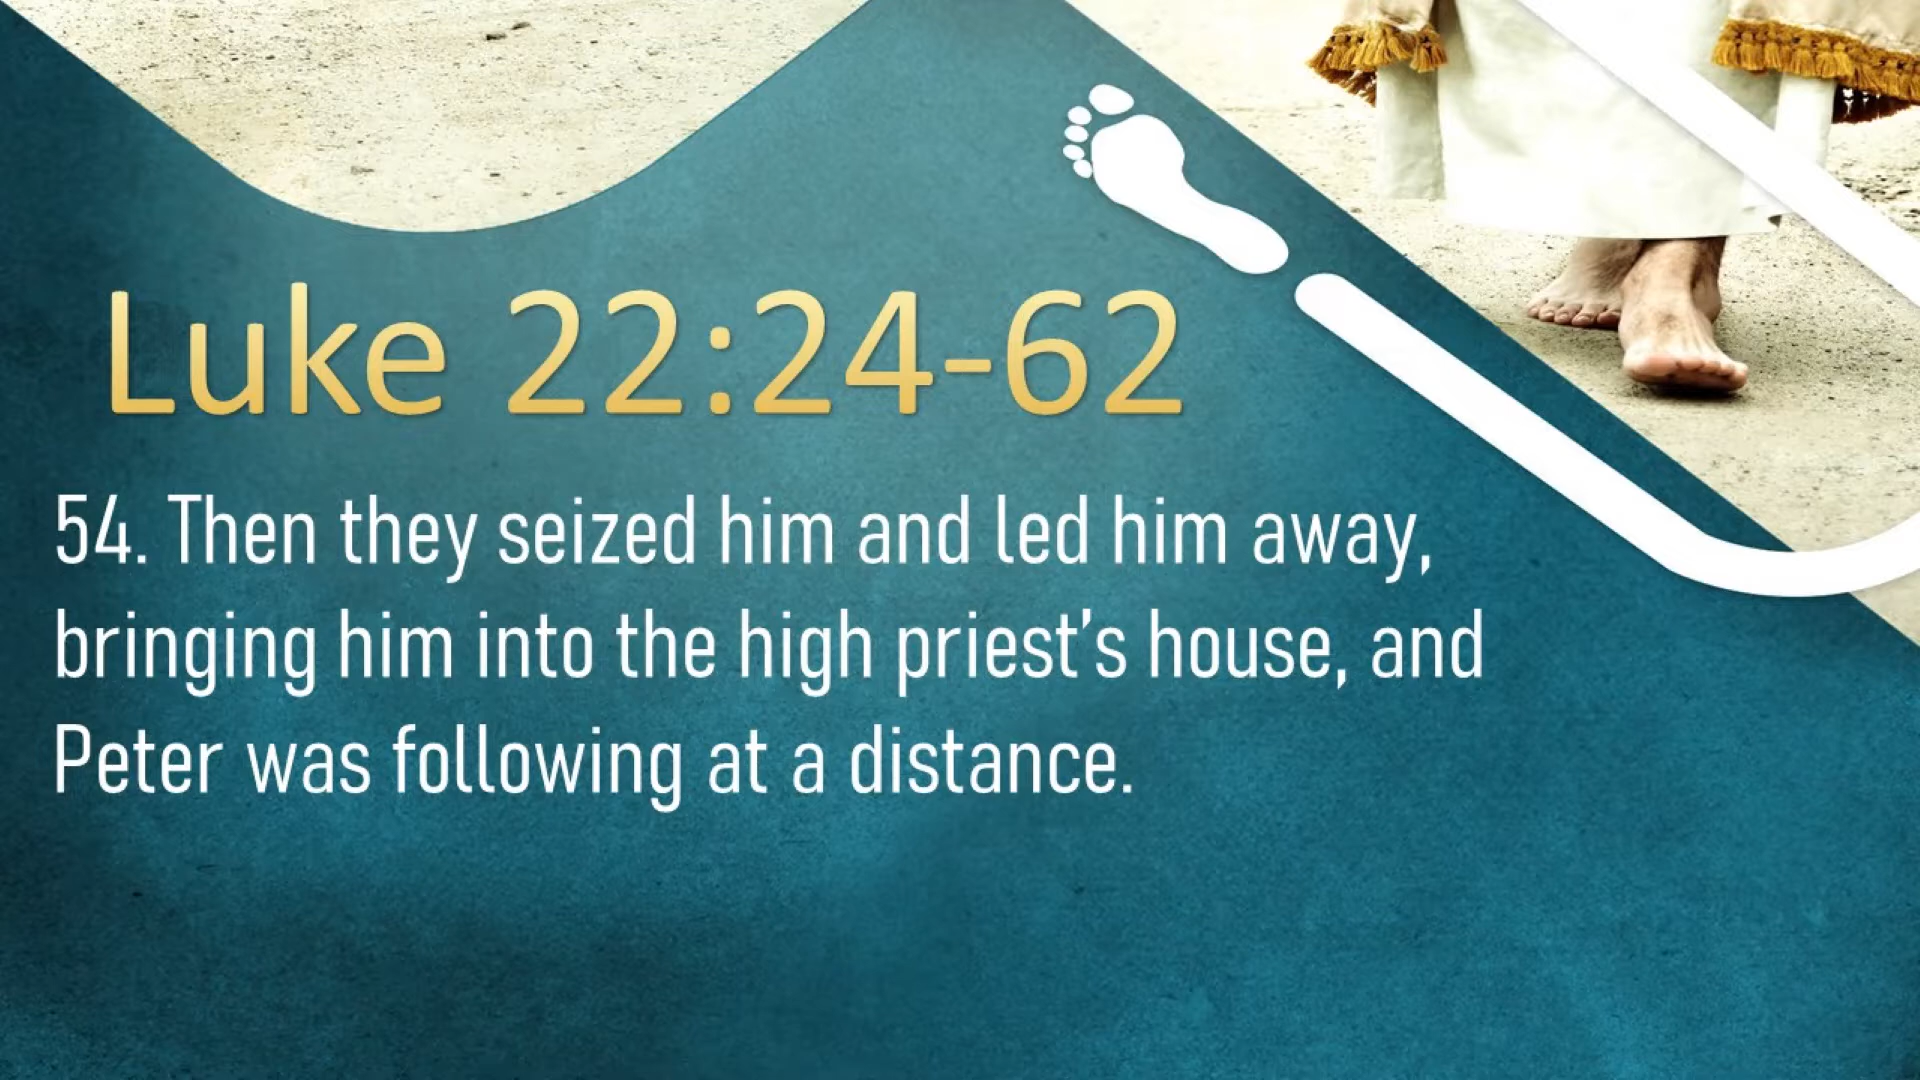 Luke 22:24-62
54. Then they seized him and led him away,
bringing him into the high priest’s house, and
Peter was following at a distance.